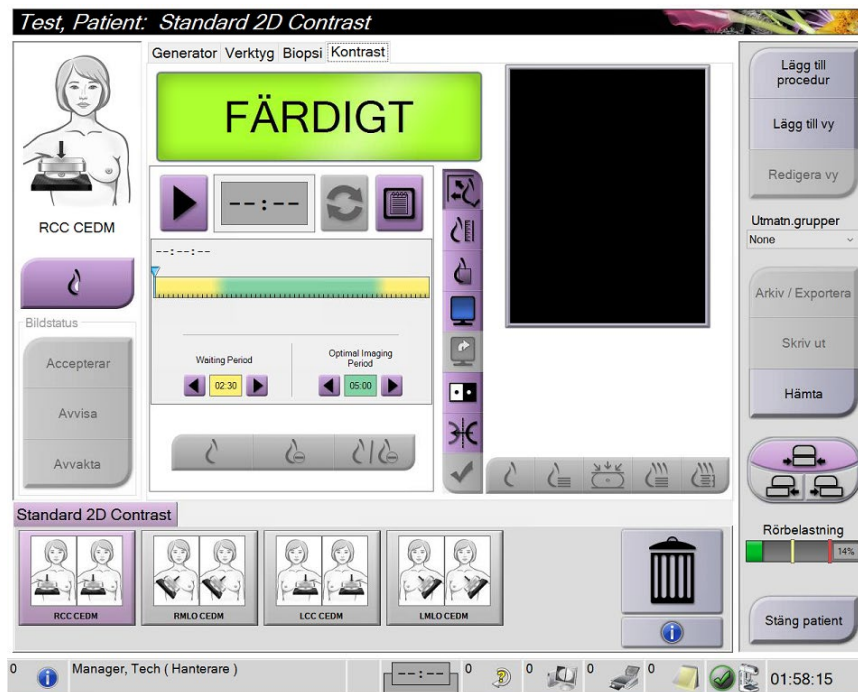 Test, Patient: Standard 2D Contrast
Generator Verktyg Biopsi Kontrast
FÄRDIGT
RCC CEDM
--:--
--:--:--
Waiting Period
Optimal Imaging
Period
02:30
05:00
Bildstatus
Accepterar
Avvisa
Avvakta
Lägg till
procedur
Lägg till vy
Redigera vy
Utmatn.grupper
None
Arkiv / Exportera
Skriv ut
Hämta
Rörbelastning
14%
Stäng patient
Standard 2D Contrast
RCC CEDM
RMLO CEDM
LCC CEDM
LMLO CEDM
0
Manager, Tech ( Hanterare )
--:--
0
0
0
0
01:58:15